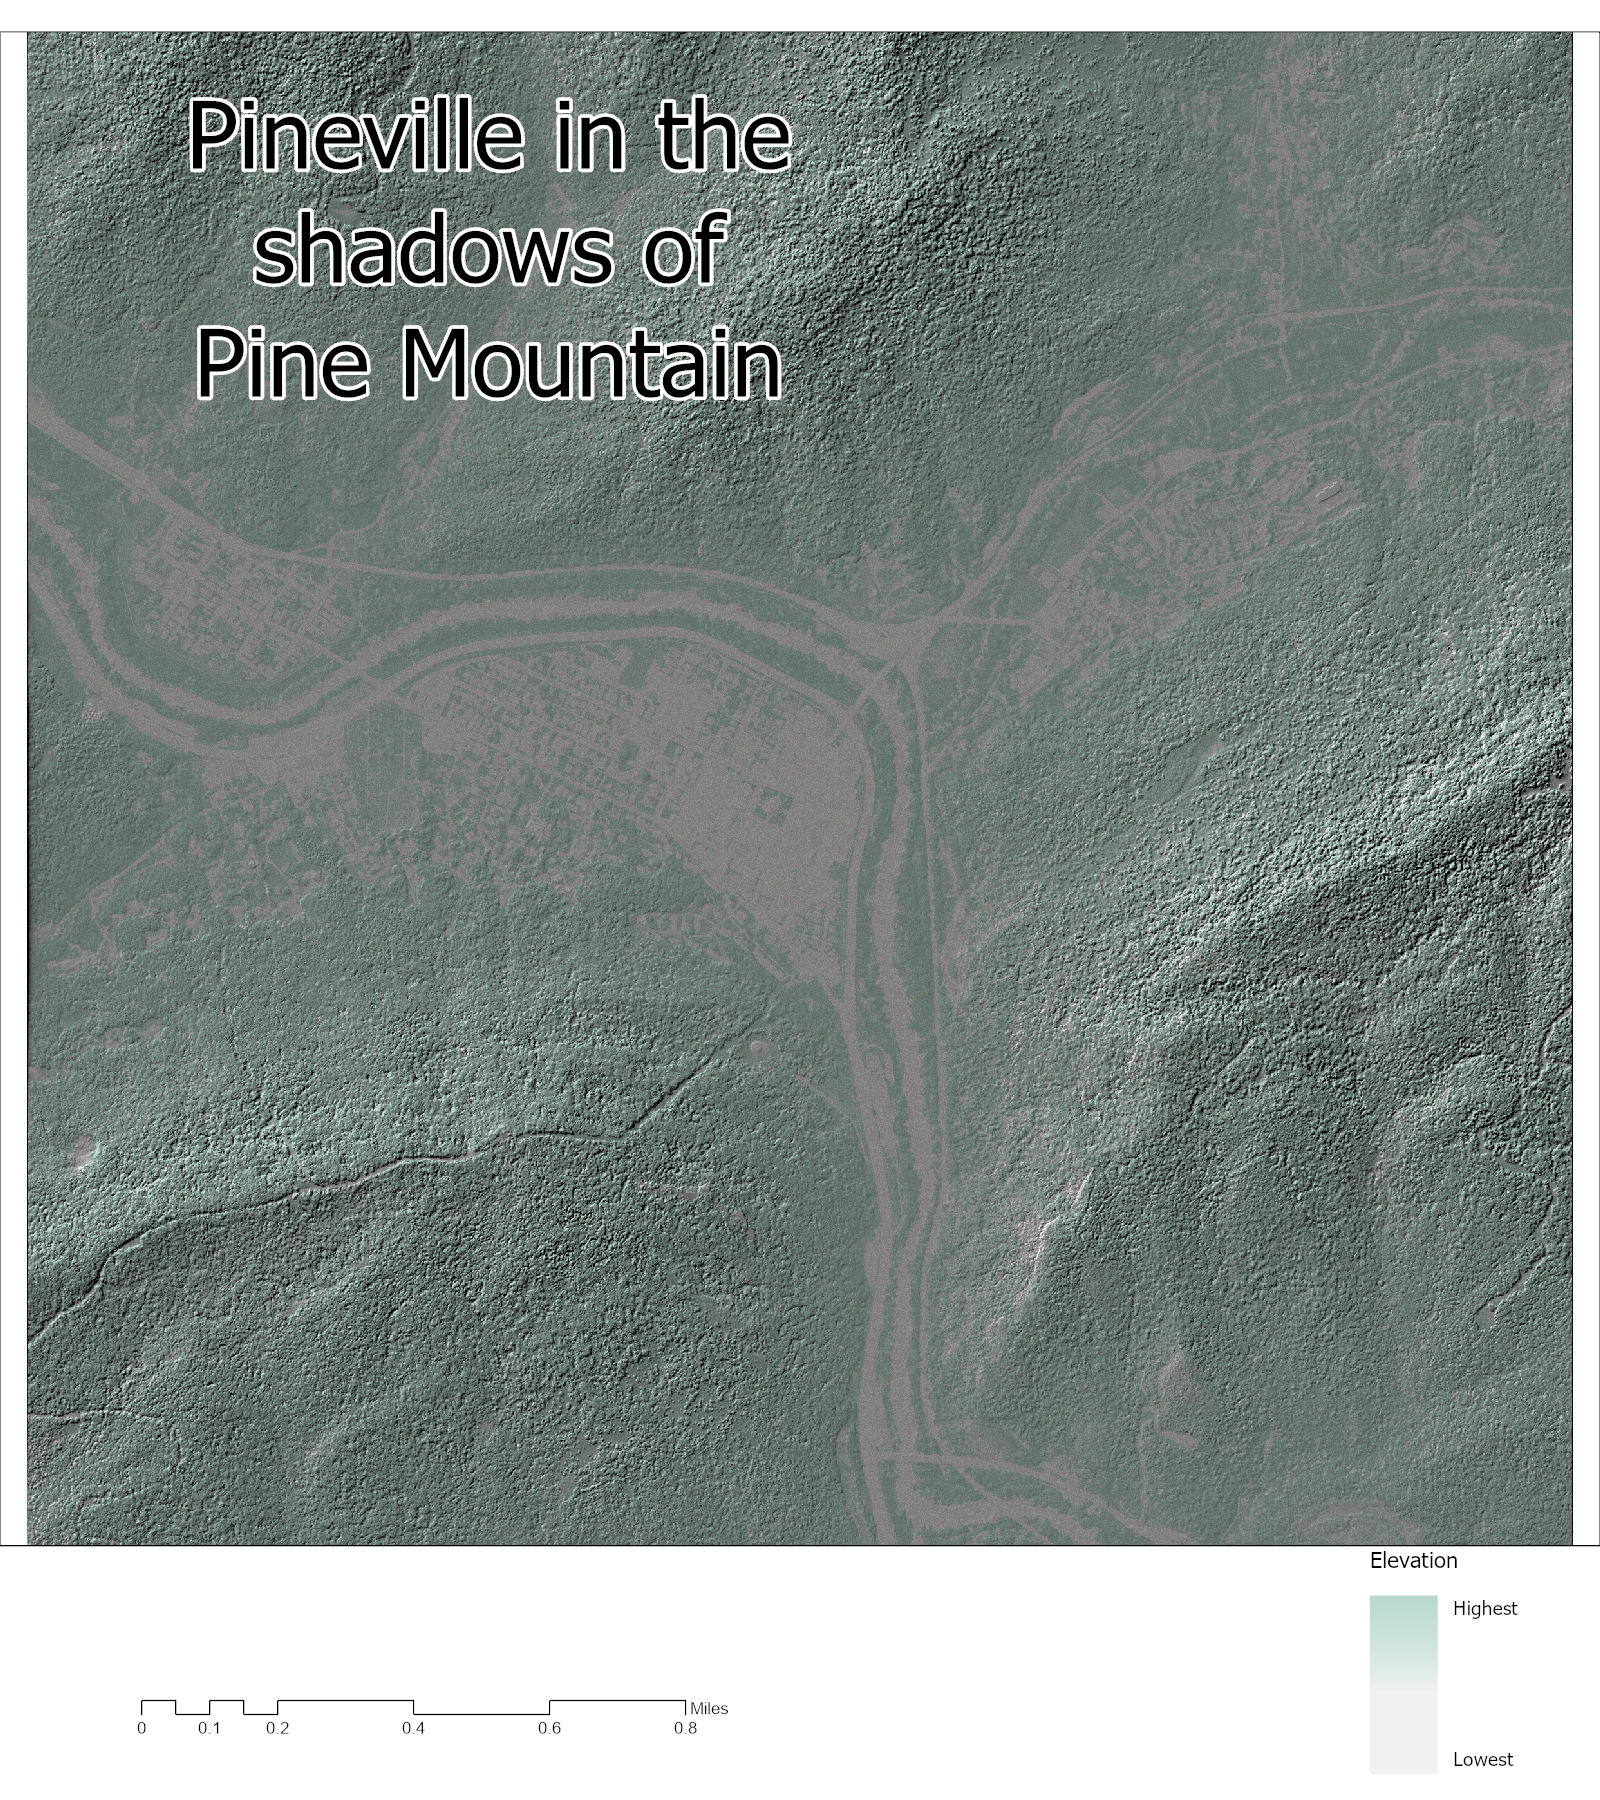 Pineville in the
shadows of
Pine Mountain
Elevation
Highest
Lowest
Miles
0 0.1 0.2 0.4 0.6 0.8